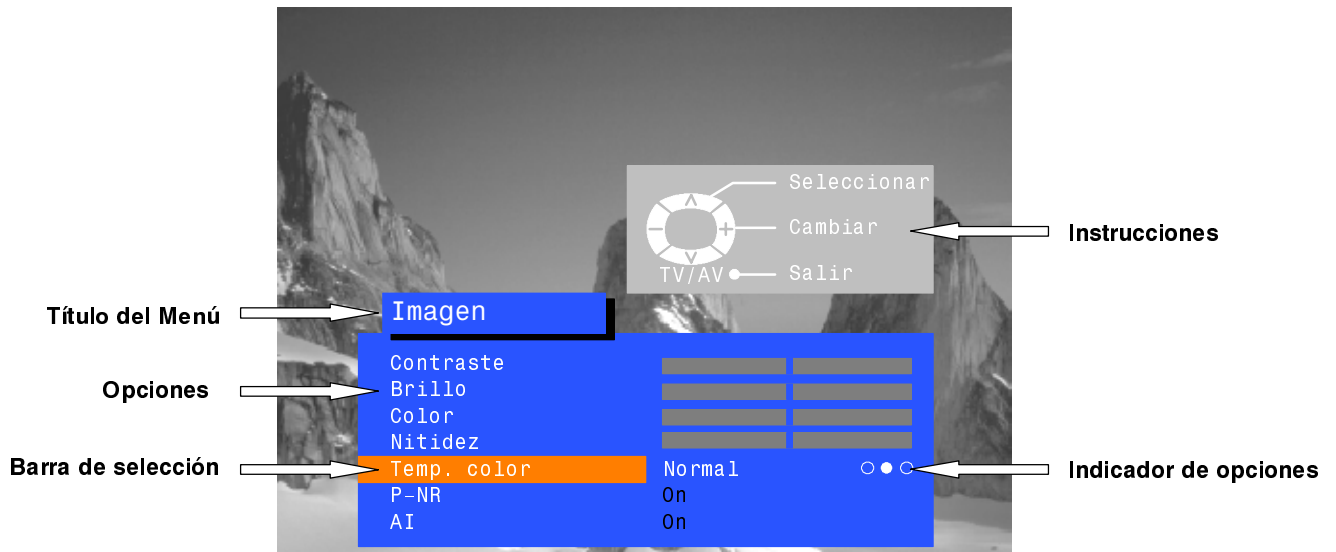 Seleccionar
Cambiar
Instrucciones
TV/AV Salir
Título del Menú
Imagen
Contraste
Opciones
Brillo
Color
Nitidez
Barra de selección
Temp. color Normal
Indicador de opciones
P-NR On
AI On